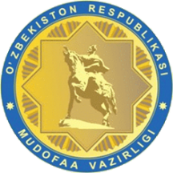 O'ZBEKISTON RESPUBLIKASI
MUDOFAA VAZIRLIGI